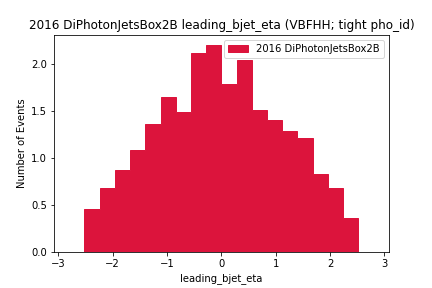 2016 DiPhotonJetsBox2B leading_bjet_eta (VBFHH; tight pho_id)
2016 DiPhotonJetsBox2B
Number of Events
2.0
1.5
1.0
0.5
0.0
−3 −2 −1 0 1 2 3
leading_bjet_eta